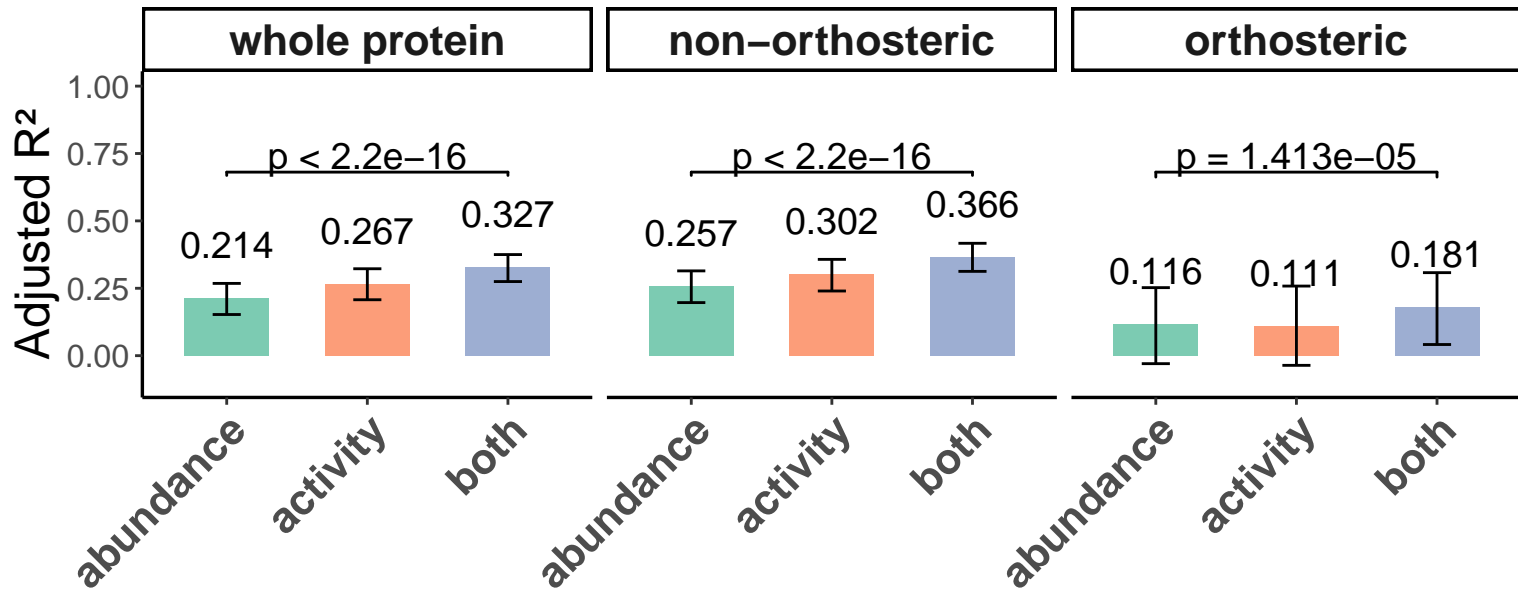 whole protein
non−orthosteric
orthosteric
Adjusted R²
1.00
0.75
0.50
0.25
0.00
p < 2.2e−16
0.214
0.267
0.327
p < 2.2e−16
0.257
0.302
0.366
p = 1.413e−05
0.116
0.111
0.181
abundance
activity
both
abundance
activity
both
abundance
activity
both